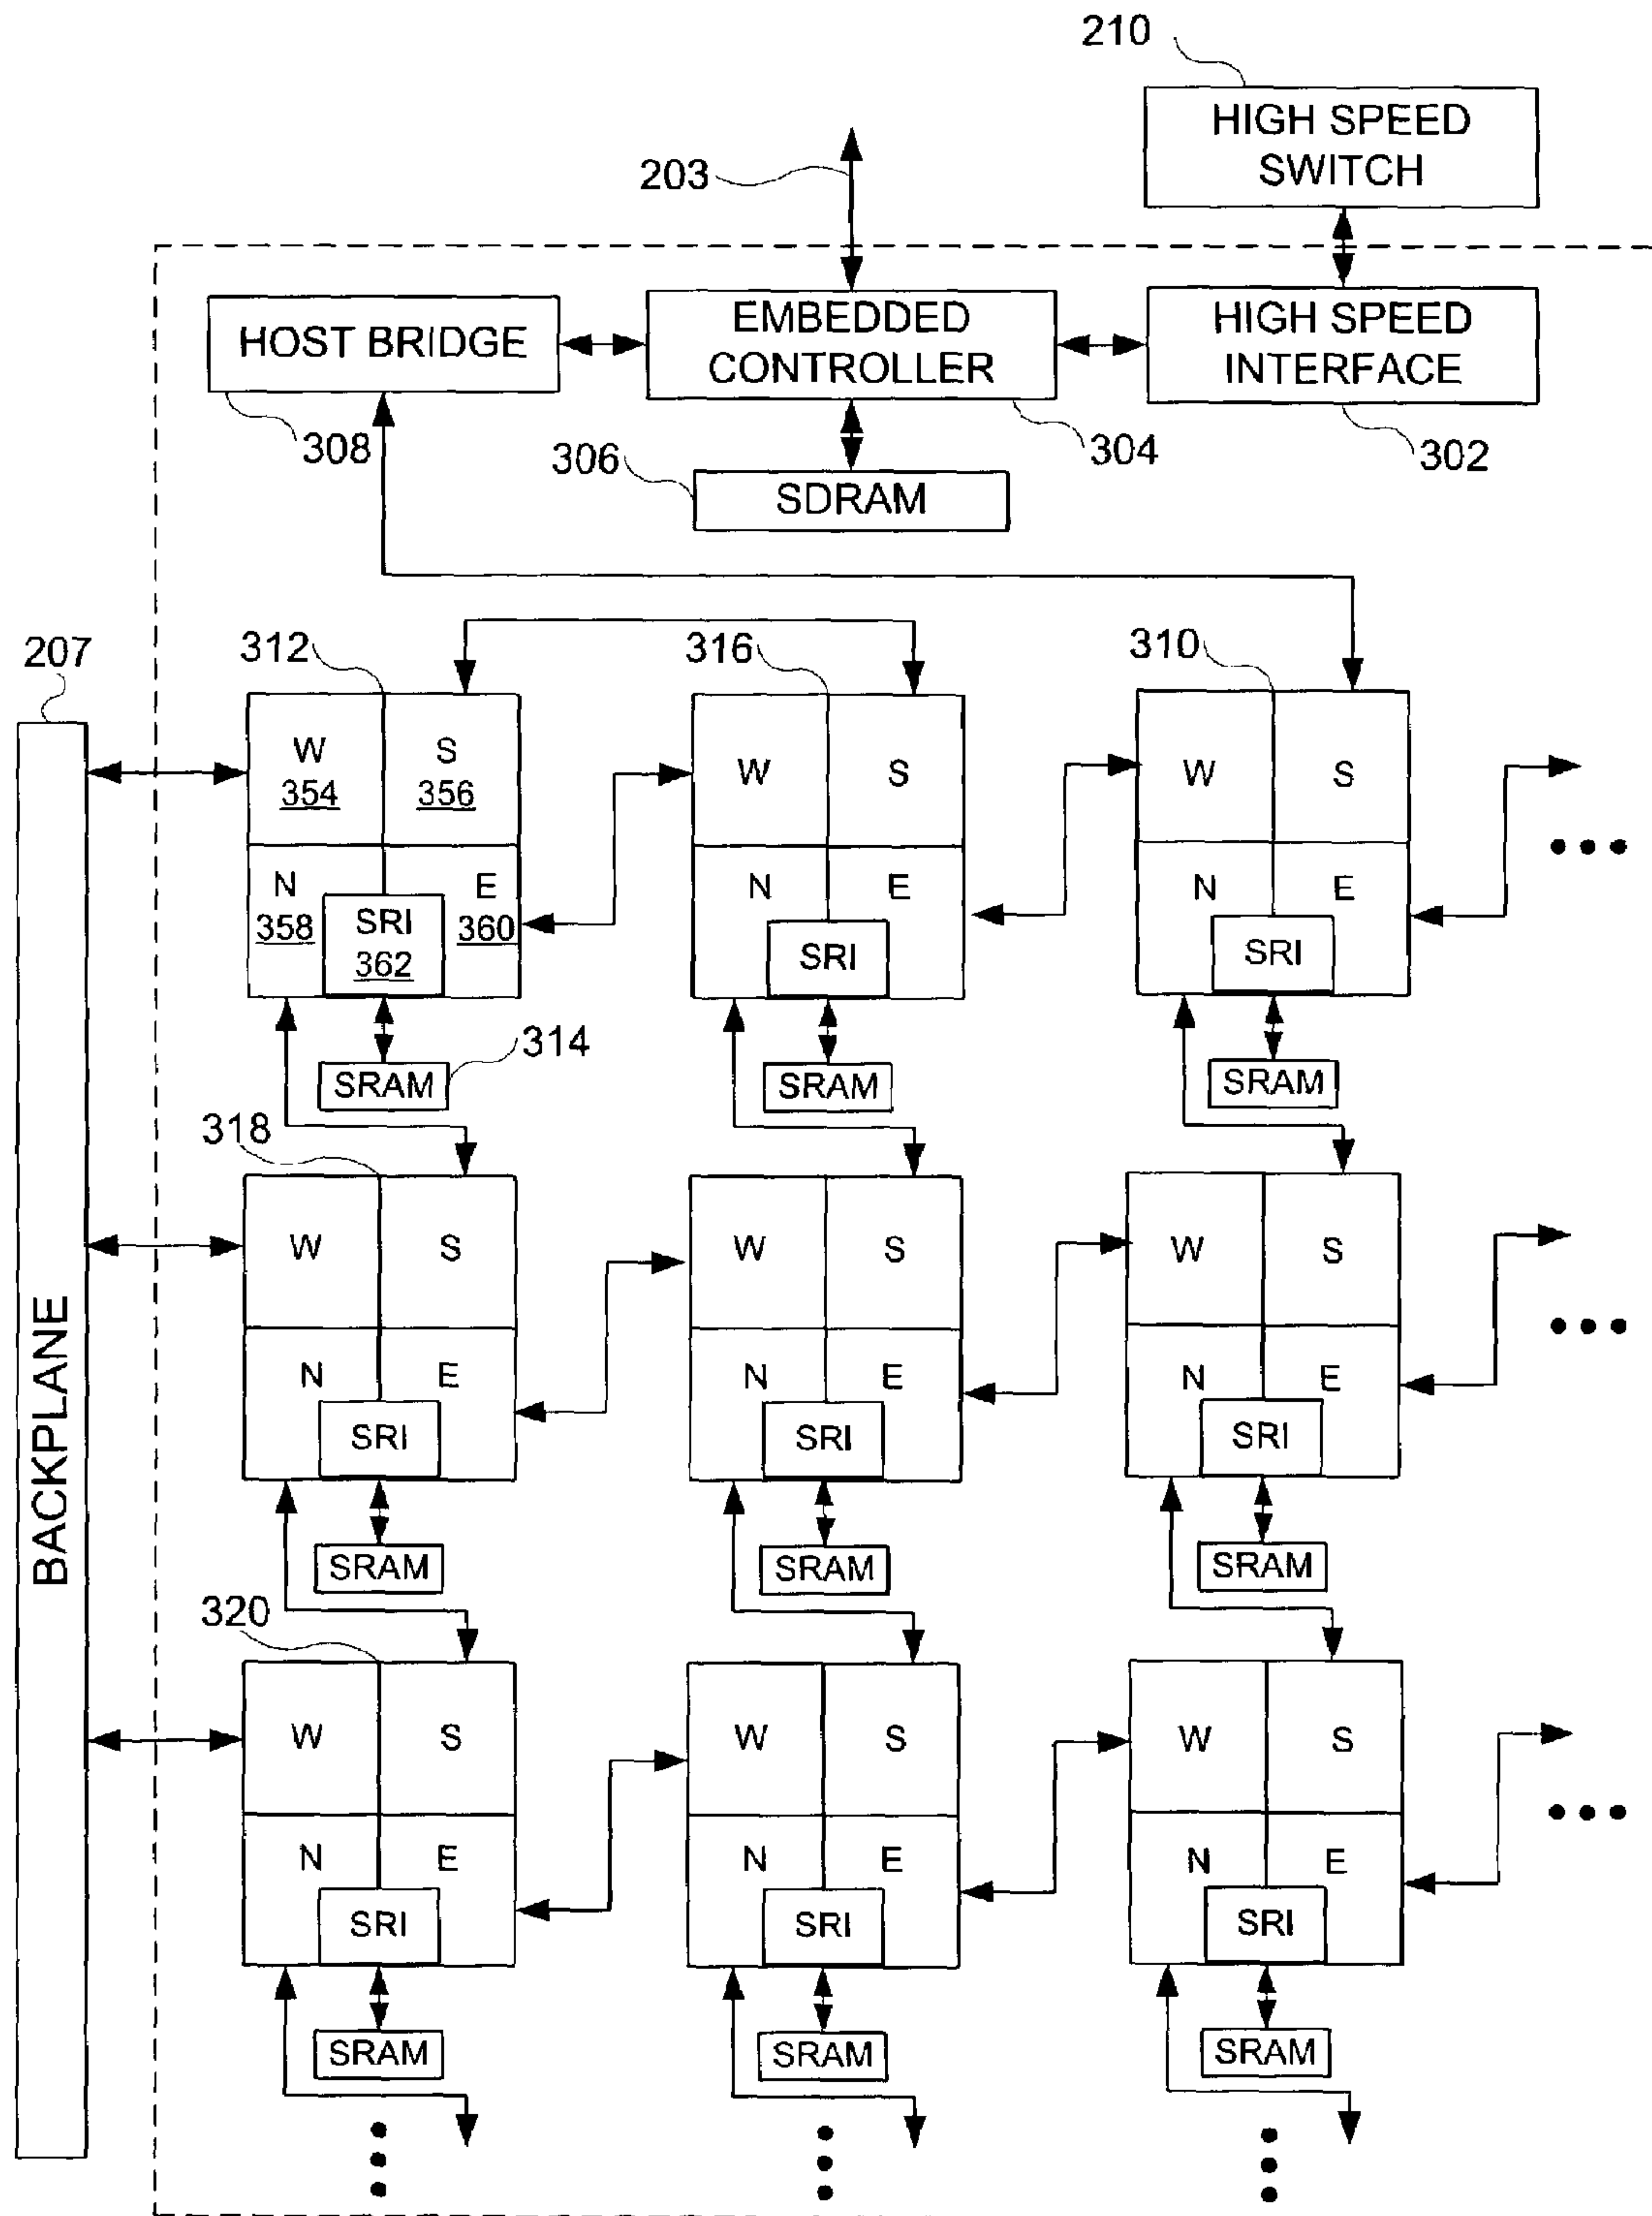 210
HIGH SPEED
SWITCH
203
HOST BRIDGE
EMBEDDED
CONTROLLER
HIGH SPEED
INTERFACE
308
306
304
302
SDRAM
207
312
316
310
W
354
S
356
W
S
W
S
N
358
E
360
SRI
362
N
E
SRI
N
E
SRI
SRAM
314
SRAM
SRAM
318
W
S
W
S
W
S
N
E
SRI
N
E
SRI
N
E
SRI
SRAM
SRAM
SRAM
BACKPLANE
320
W
S
W
S
W
S
N
E
SRI
N
E
SRI
N
E
SRI
SRAM
SRAM
SRAM